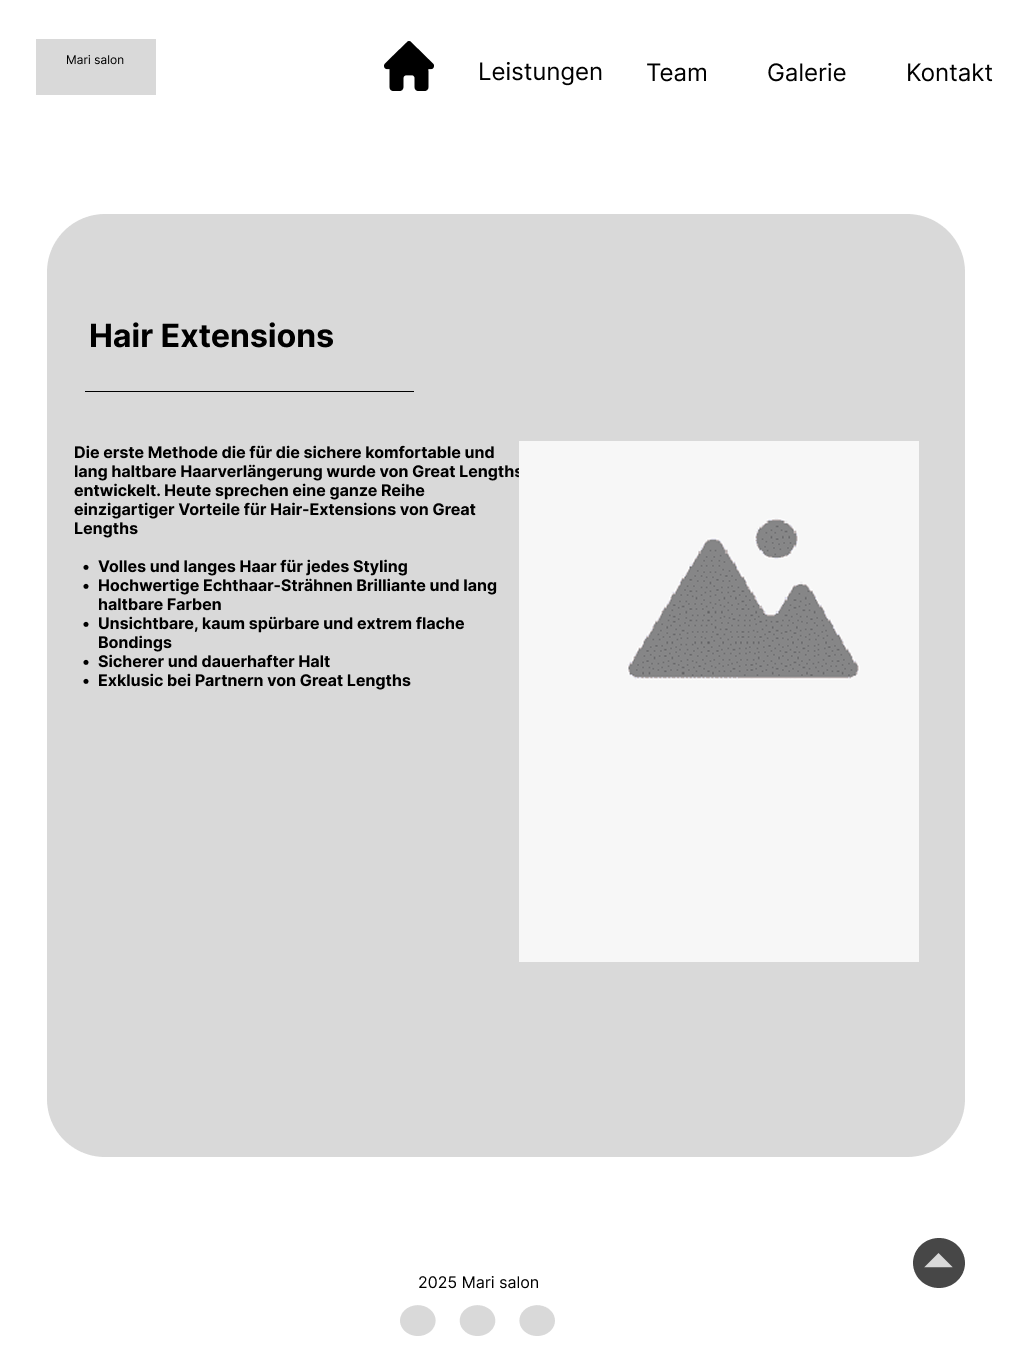 Mari salon
Leistungen
Team
Galerie
Kontakt
Hair Extensions
Die erste Methode die für die sichere komfortable und
lang haltbare Haarverlängerung wurde von Great Lengths
entwickelt. Heute sprechen eine ganze Reihe
einzigartiger Vorteile für Hair-Extensions von Great
Lengths
• Volles und langes Haar für jedes Styling
• Hochwertige Echthaar-Strähnen Brilliante und lang
haltbare Farben
• Unsichtbare, kaum spürbare und extrem flache
Bondings
• Sicherer und dauerhafter Halt
• Exklusic bei Partnern von Great Lengths
2025 Mari salon